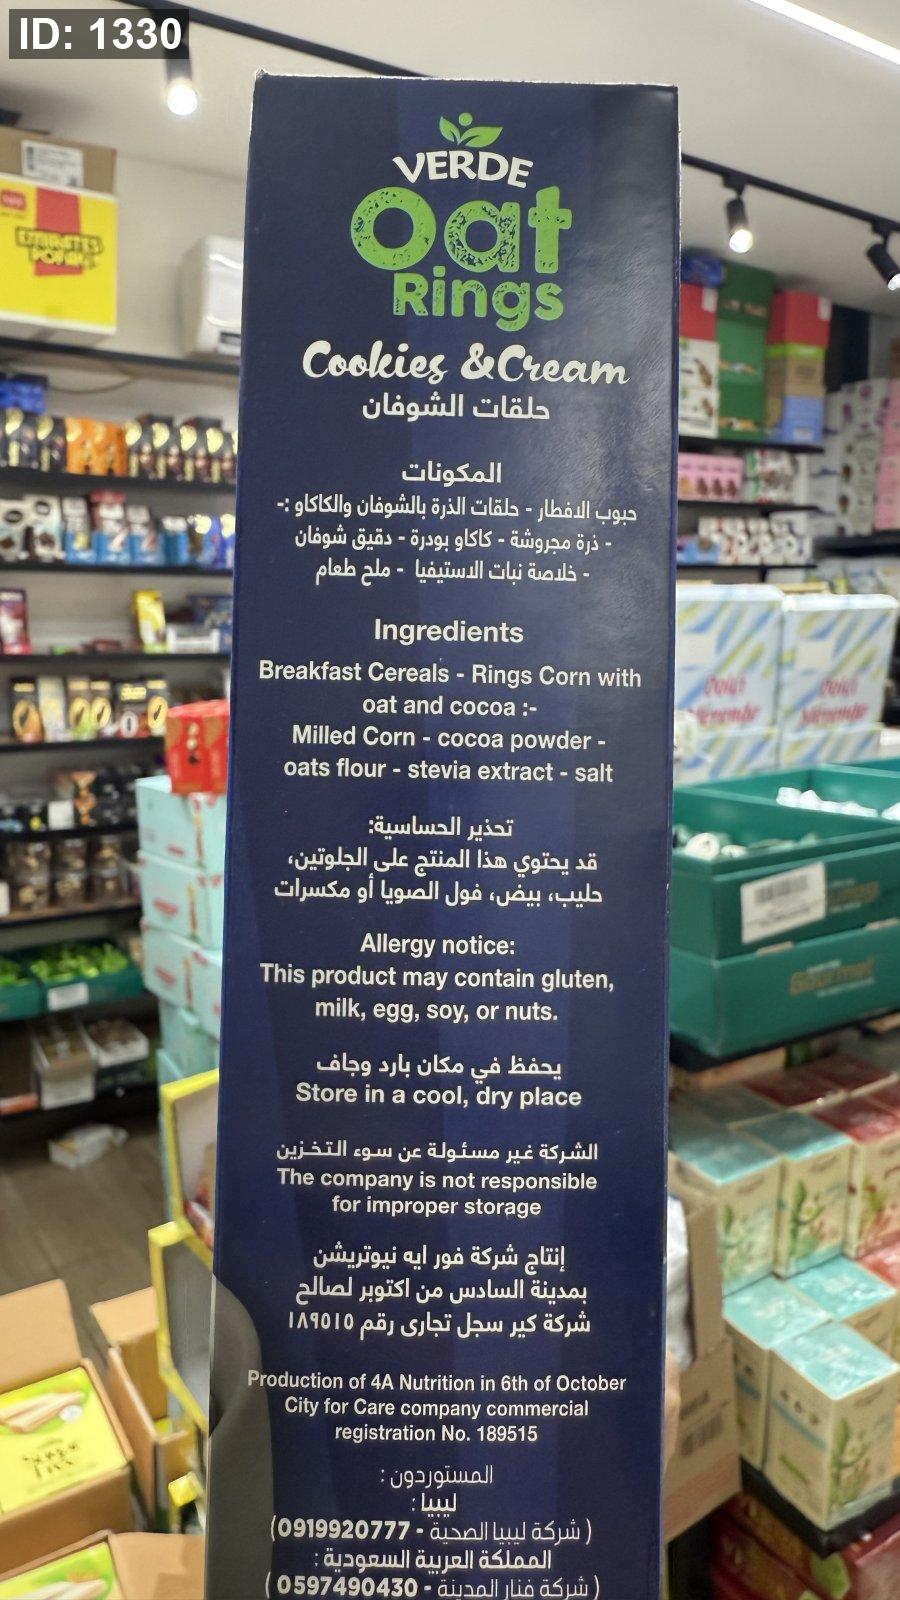 ID: 1330
VERDE
Oat
Rings
Cookies &Cream
حلقات الشوفان
المكونات
حبوب الافطار - حلقات الذرة بالشوفان والكاكاو :-
- ذرة مجروشة - كاكاو بودرة - دقيق شوفان
- خلاصة نبات الاستيفيا - ملح طعام
Ingredients
Breakfast Cereals - Rings Corn with
oat and cocoa :-
Milled Corn - cocoa powder -
oats flour - stevia extract - salt
تحذير الحساسية:
قد يحتوي هذا المنتج على الجلوتين،
حليب، بيض، فول الصويا أو مكسرات
Allergy notice:
This product may contain gluten,
milk, egg, soy, or nuts.
يحفظ في مكان بارد وجاف
Store in a cool, dry place
الشركة غير مسئولة عن سوء التخزين
The company is not responsible
for improper storage
إنتاج شركة فور ايه نيوتريشن
بمدينة السادس من اكتوبر لصالح
شركة كير سجل تجارى رقم ١٨٩٥١٥
Production of 4A Nutrition in 6th of October
City for Care company commercial
registration No. 189515
المستوردون :
ليبيا :
( شركة ليبيا الصحية - 0919920777)
المملكة العربية السعودية :
( شركة فنار المدينة - 0597490430 )